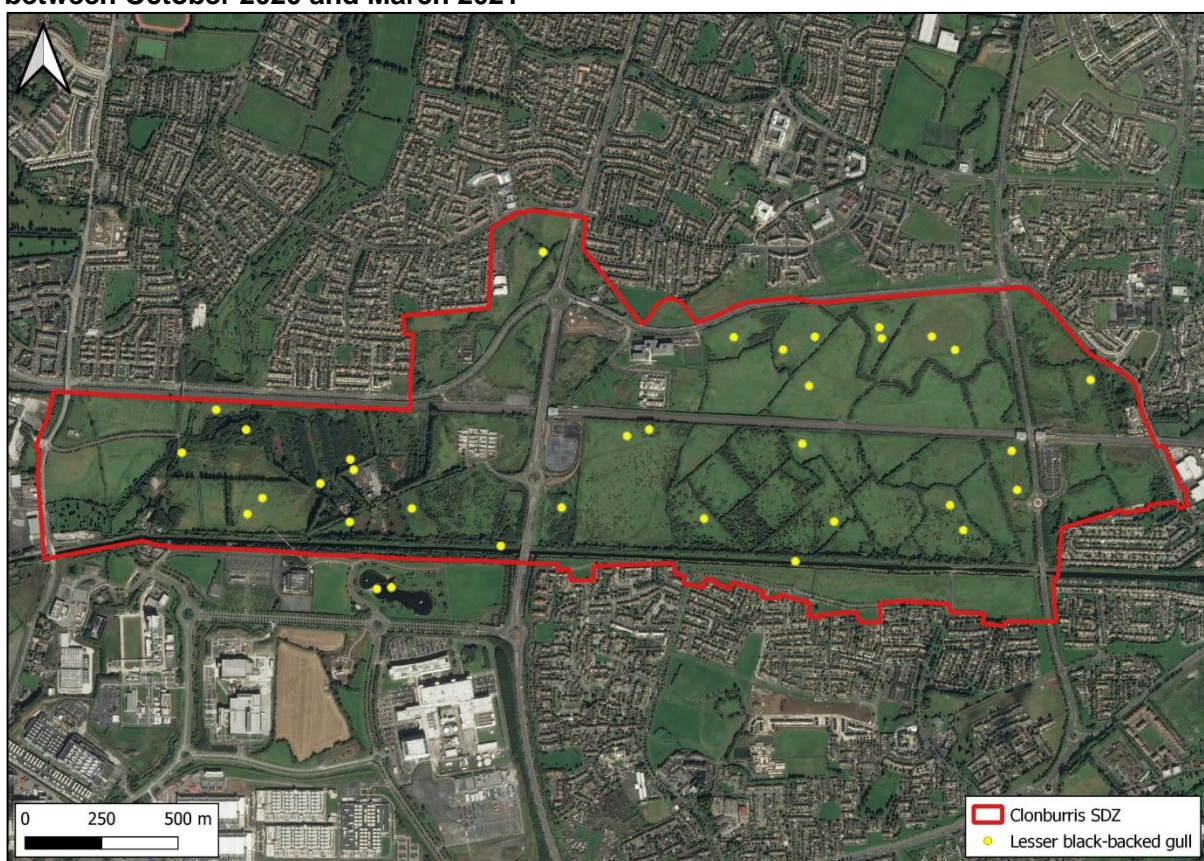 between October 2020 and March 2021
0 250 500 m
Clonburris SDZ
Lesser black-backed gull